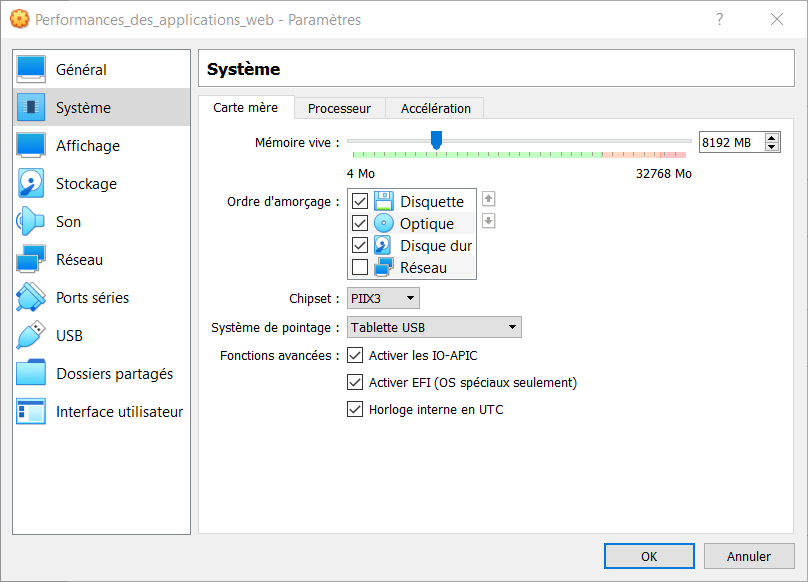 Performances_des_applications_web - Paramètres
?
Général
Système
Affichage
Stockage
Son
Réseau
Ports séries
USB
Dossiers partagés
Interface utilisateur
Système
Carte mère Processeur Accélération
Mémoire vive : 8192 MB
4 Mo 32768 Mo
Ordre d'amorçage : Disquette
Optique
Disque dur
Réseau
Chipset : PIIX3
Système de pointage : Tablette USB
Fonctions avancées : Activer les IO-APIC
Activer EFI (OS spéciaux seulement)
Horloge interne en UTC
OK Annuler